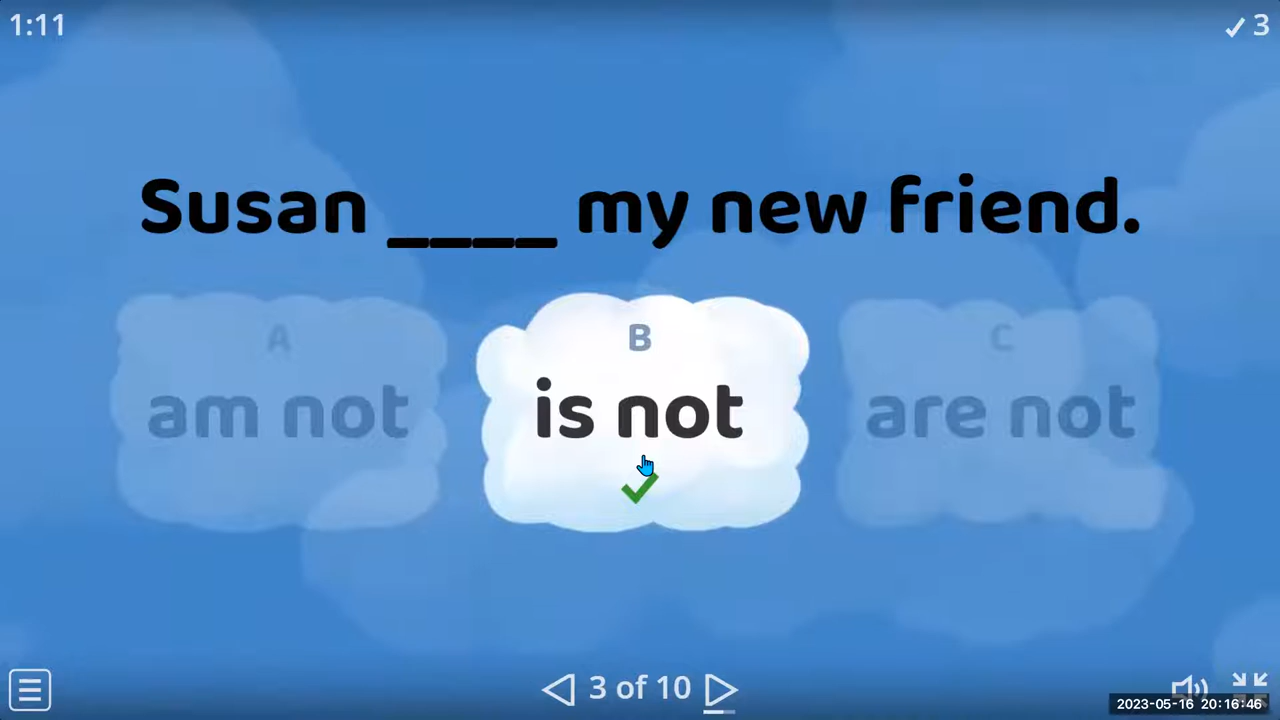 1:11
✓ 3
Susan ____ my new friend.
A
am not
B
is not
C
are not
3 of 10
2023-05-16 20:16:46